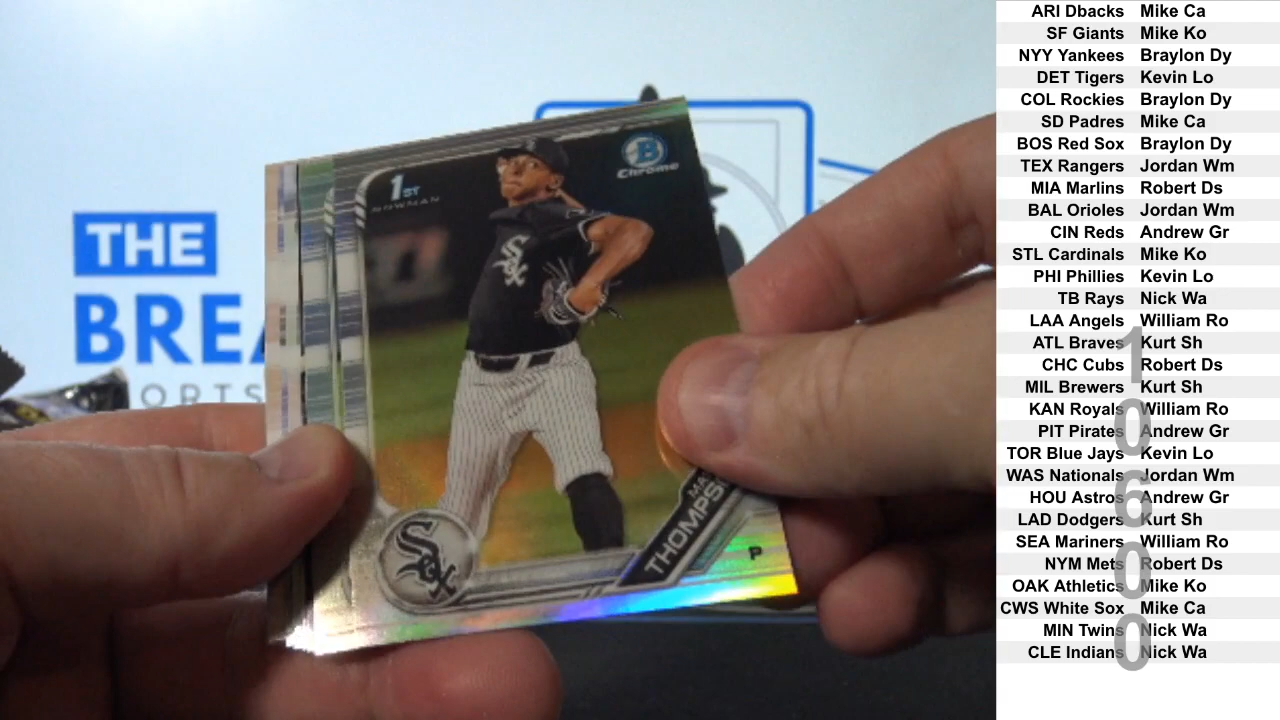 THE
BREA
ORTS
1ST
BOWMAN
B
Chrome
Sox
Sox
THOMPS
P
ARI Dbacks Mike Ca
SF Giants Mike Ko
NYY Yankees Braylon Dy
DET Tigers Kevin Lo
COL Rockies Braylon Dy
SD Padres Mike Ca
BOS Red Sox Braylon Dy
TEX Rangers Jordan Wm
MIA Marlins Robert Ds
BAL Orioles Jordan Wm
CIN Reds Andrew Gr
STL Cardinals Mike Ko
PHI Phillies Kevin Lo
TB Rays Nick Wa
LAA Angels William Ro
ATL Braves Kurt Sh
CHC Cubs Robert Ds
MIL Brewers Kurt Sh
KAN Royals William Ro
PIT Pirates Andrew Gr
TOR Blue Jays Kevin Lo
WAS Nationals Jordan Wm
HOU Astros Andrew Gr
LAD Dodgers Kurt Sh
SEA Mariners William Ro
NYM Mets Robert Ds
OAK Athletics Mike Ko
CWS White Sox Mike Ca
MIN Twins Nick Wa
CLE Indians Nick Wa
10600